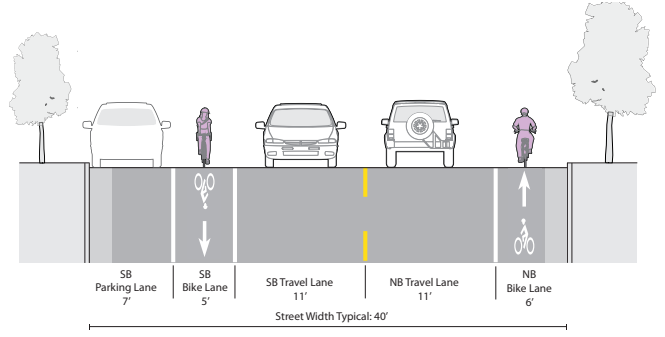 SB
Parking Lane
7’
SB
Bike Lane
5’
SB Travel Lane
11’
NB Travel Lane
11’
NB
Bike Lane
6’
Street Width Typical: 40’